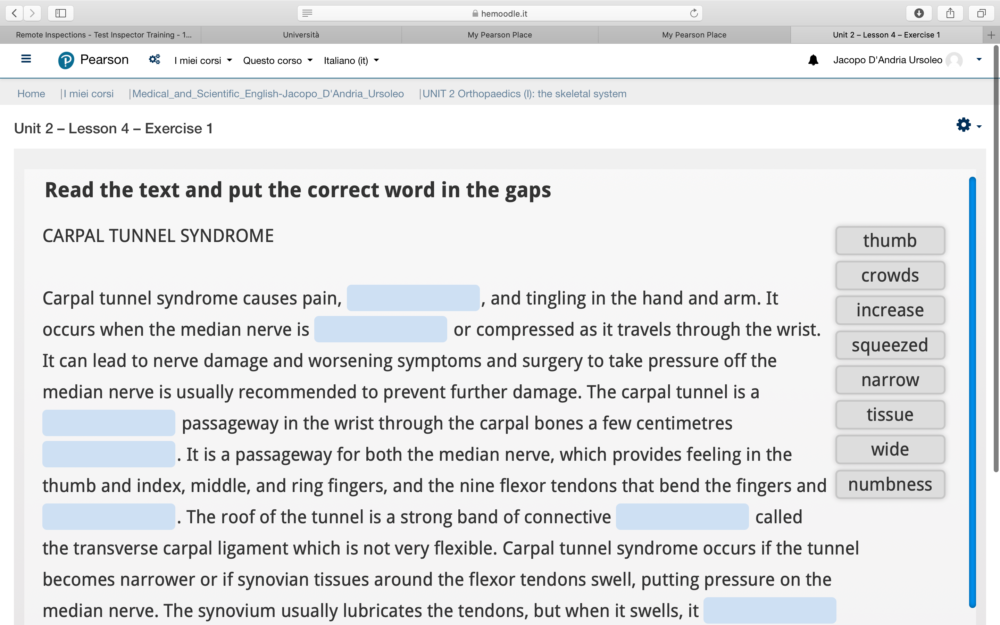 hemoodle.it
Remote Inspections - Test Inspector Training - 1...
Università
My Pearson Place
My Pearson Place
Unit 2 – Lesson 4 – Exercise 1
Pearson
I miei corsi
Questo corso
Italiano (it)
Jacopo D'Andria Ursoleo
Home |I miei corsi |Medical_and_Scientific_English-Jacopo_D'Andria_Ursoleo |UNIT 2 Orthopaedics (I): the skeletal system
Unit 2 – Lesson 4 – Exercise 1
Read the text and put the correct word in the gaps
CARPAL TUNNEL SYNDROME
Carpal tunnel syndrome causes pain, , and tingling in the hand and arm. It
occurs when the median nerve is or compressed as it travels through the wrist.
It can lead to nerve damage and worsening symptoms and surgery to take pressure off the
median nerve is usually recommended to prevent further damage. The carpal tunnel is a
passageway in the wrist through the carpal bones a few centimetres
. It is a passageway for both the median nerve, which provides feeling in the
thumb and index, middle, and ring fingers, and the nine flexor tendons that bend the fingers and
. The roof of the tunnel is a strong band of connective called
the transverse carpal ligament which is not very flexible. Carpal tunnel syndrome occurs if the tunnel
becomes narrower or if synovian tissues around the flexor tendons swell, putting pressure on the
median nerve. The synovium usually lubricates the tendons, but when it swells, it
thumb
crowds
increase
squeezed
narrow
tissue
wide
numbness